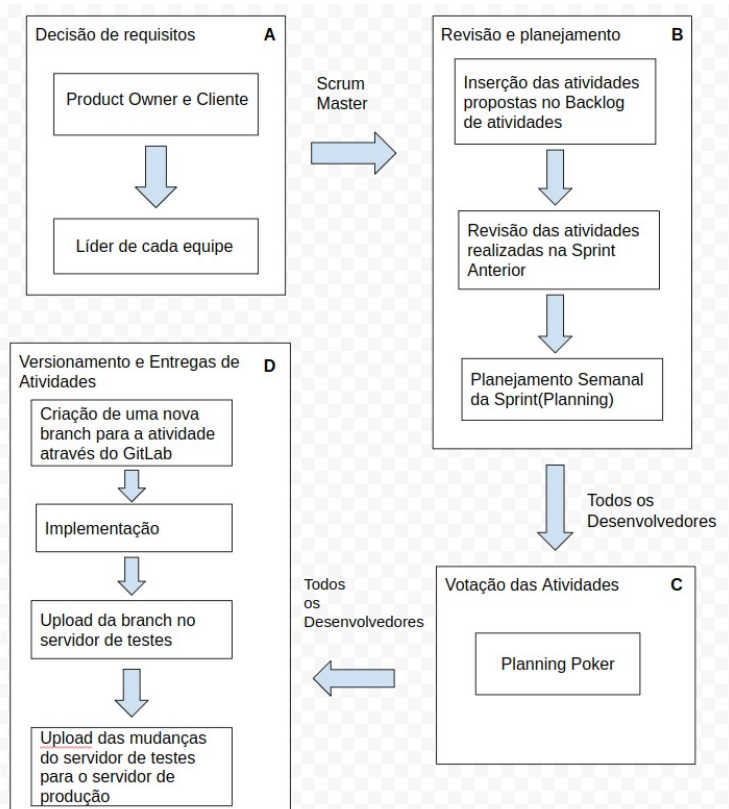 Decisão de requisitos A
Product Owner e Cliente
Líder de cada equipe
Scrum
Master
Revisão e planejamento B
Inserção das atividades
propostas no Backlog
de atividades
Revisão das atividades
realizadas na Sprint
Anterior
Planejamento Semanal
da Sprint(Planning)
Todos os
Desenvolvedores
Votação das Atividades C
Planning Poker
Todos
os
Desenvolvedores
Versionamento e Entregas de
Atividades D
Criação de uma nova
branch para a atividade
através do GitLab
Implementação
Upload da branch no
servidor de testes
Upload das mudanças
do servidor de testes
para o servidor de
produção